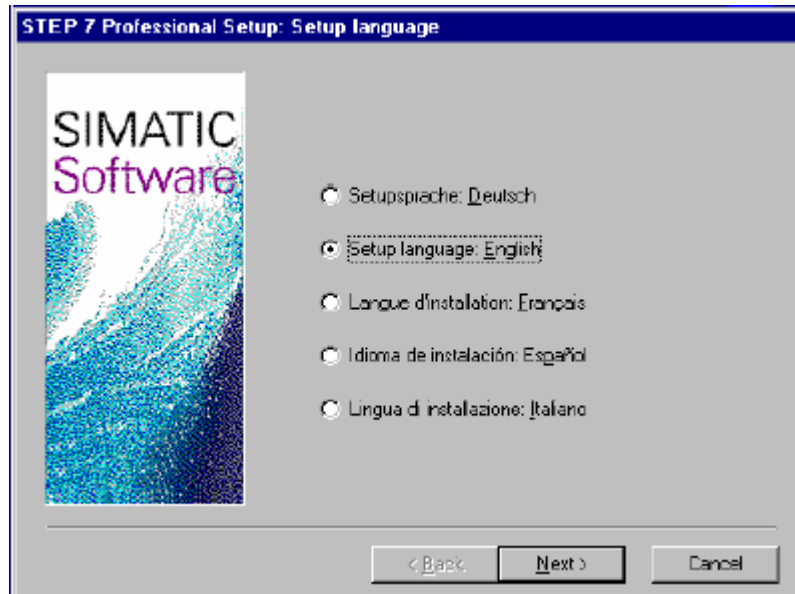 STEP 7 Professional Setup: Setup language
SIMATIC
Software
Setupsprache: Deutsch
Setup language: English
Langue d'installation: Français
Idioma de instalación: Español
Lingua di installazione: Italiano
< Back
Next >
Cancel